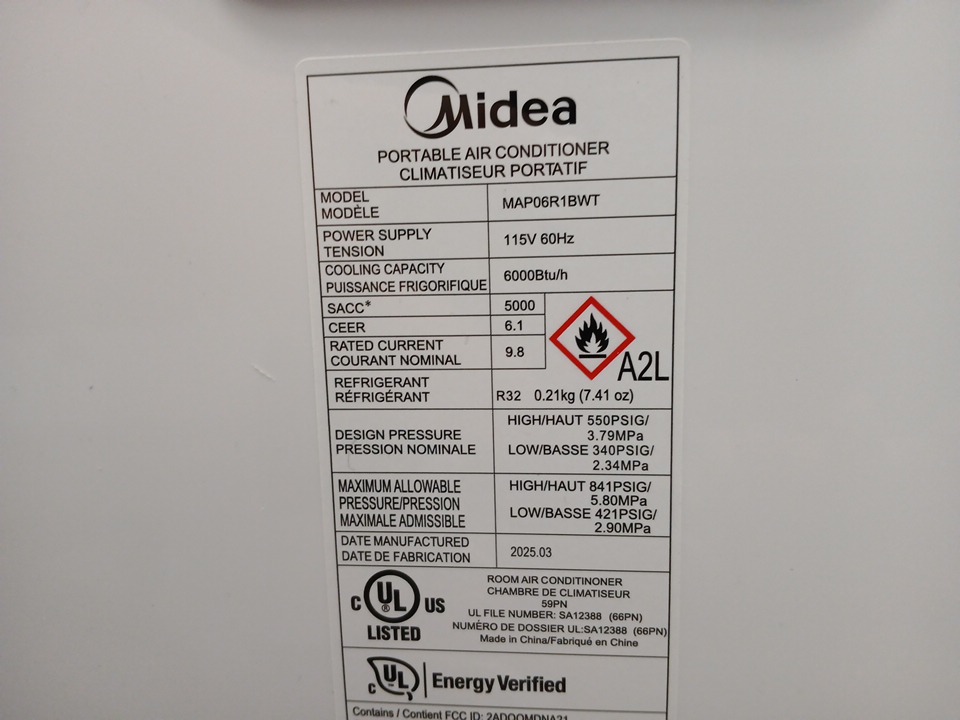 Midea
PORTABLE AIR CONDITIONER
CLIMATISEUR PORTATIF
MODEL
MODÈLE
MAP06R1BWT
POWER SUPPLY
TENSION
115V 60Hz
COOLING CAPACITY
PUISSANCE FRIGORIFIQUE
6000Btu/h
SACC*
5000
CEER
6.1
RATED CURRENT
COURANT NOMINAL
9.8
A2L
REFRIGERANT
RÉFRIGÉRANT
R32 0.21kg (7.41 oz)
DESIGN PRESSURE
PRESSION NOMINALE
HIGH/HAUT 550PSIG/
3.79MPa
LOW/BASSE 340PSIG/
2.34MPa
MAXIMUM ALLOWABLE
PRESSURE/PRESSION
MAXIMALE ADMISSIBLE
HIGH/HAUT 841PSIG/
5.80MPa
LOW/BASSE 421PSIG/
2.90MPa
DATE MANUFACTURED
DATE DE FABRICATION
2025.03
C UL ® US
LISTED
ROOM AIR CONDITINONER
CHAMBRE DE CLIMATISEUR
59PN
UL FILE NUMBER: SA12388 (66PN)
NUMÉRO DE DOSSIER UL:SA12388 (66PN)
Made in China/Fabriqué en Chine
C UL Energy Verified
Contains / Contient FCC ID: